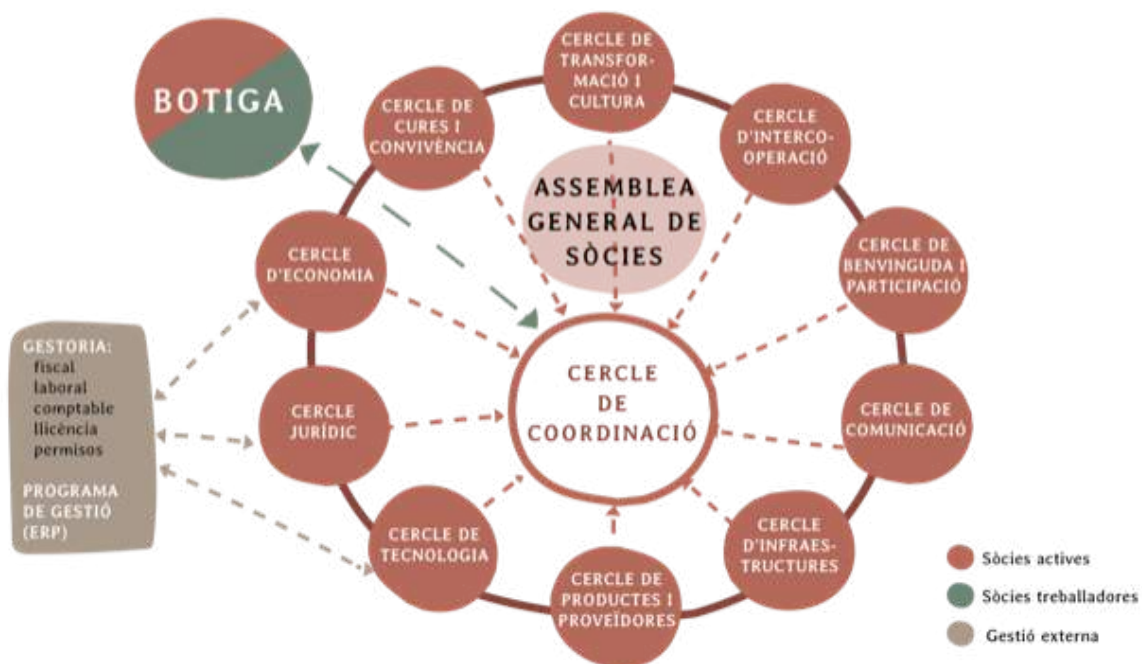 BOTIGA
CERCLE DE
TRANSFOR-
MACIÓ I
CULTURA
CERCLE DE
CURES I
CONVIVÈNCIA
CERCLE
D'INTERCO-
OPERACIÓ
ASSEMBLEA
GENERAL DE
SÒCIES
CERCLE
D'ECONOMIA
CERCLE DE
BENVINGUDA I
PARTICIPACIÓ
GESTORIA:
fiscal
laboral
comptable
llicència
permisos
PROGRAMA
DE GESTIÓ
(ERP)
CERCLE
JURÍDIC
CERCLE
DE
COORDINACIÓ
CERCLE DE
COMUNICACIÓ
CERCLE DE
TECNOLOGIA
CERCLE DE
PRODUCTES I
PROVEÏDORES
CERCLE
D'INFRAES-
TRUCTURES
Sòcies actives
Sòcies treballadores
Gestió externa